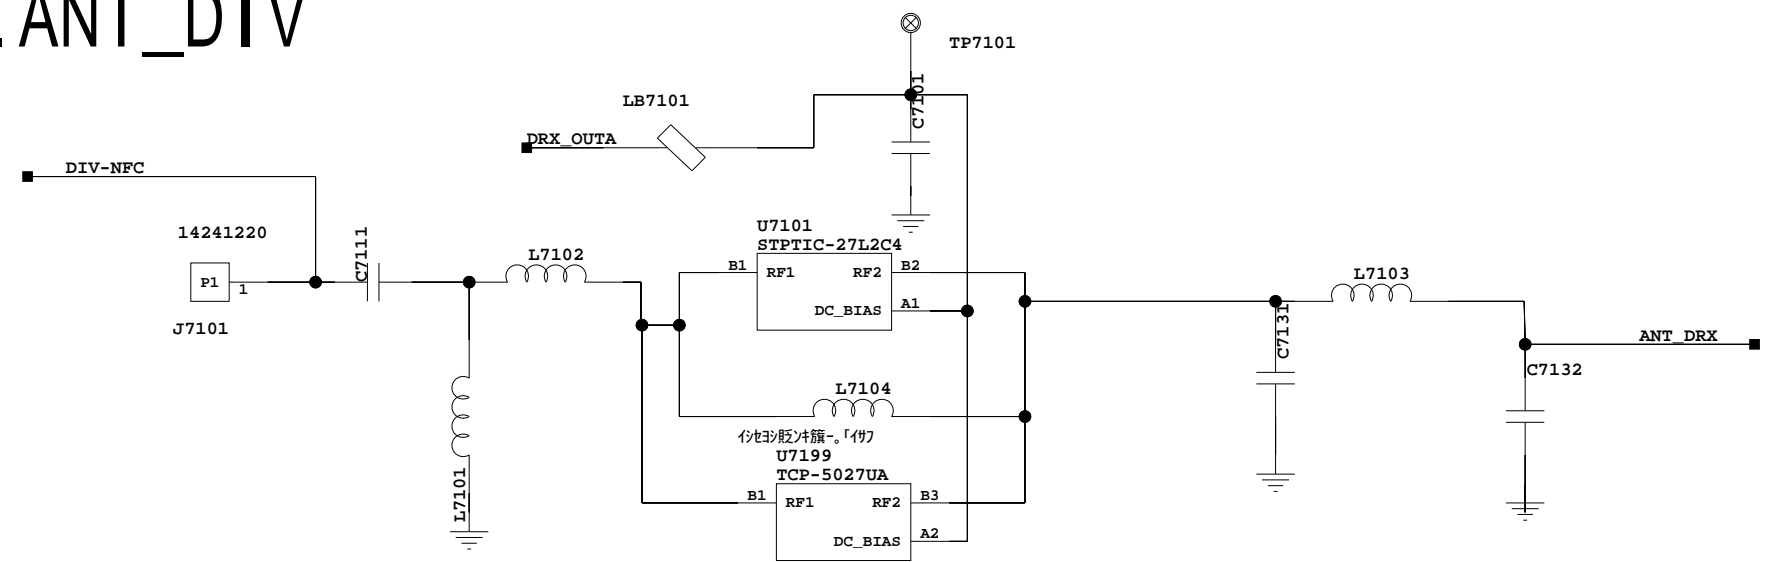 ANT_DIV
TP7101
C7101
LB7101
DRX_OUTA
DIV-NFC
14241220
P1
1
J7101
C7111
L7102
L7101
U7101
STPTIC-27L2C4
B1
RF1
RF2
B2
DC_BIAS
A1
L7104
U7199
TCP-5027UA
B1
RF1
RF2
B3
DC_BIAS
A2
L7103
C7131
ANT_DRX
C7132